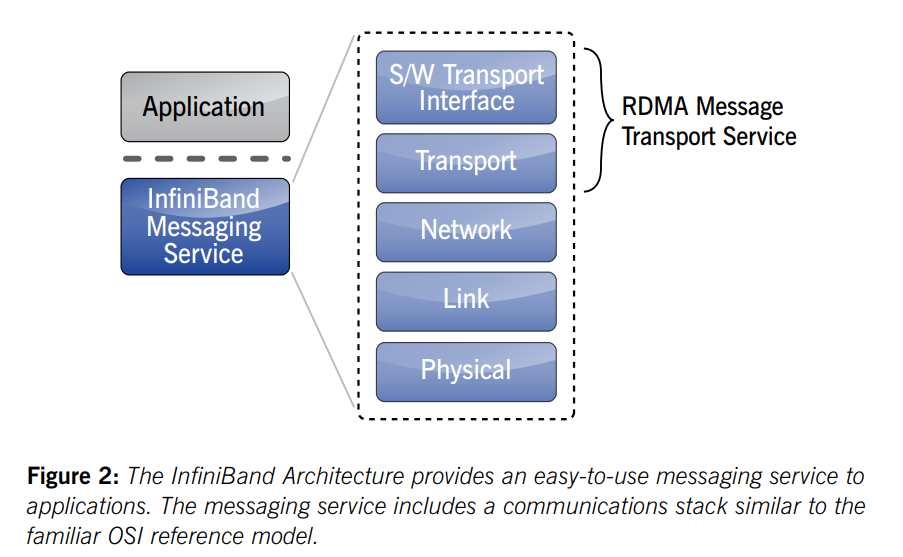 Application
InfiniBand
Messaging
Service
S/W Transport
Interface
Transport
Network
Link
Physical
RDMA Message
Transport Service
Figure 2: The InfiniBand Architecture provides an easy-to-use messaging service to
applications. The messaging service includes a communications stack similar to the
familiar OSI reference model.